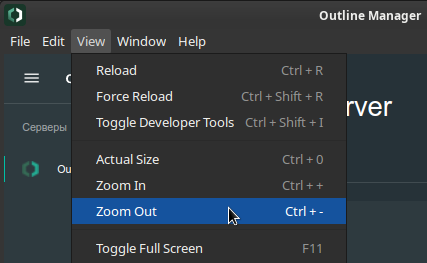 Outline Manager
File Edit View Window Help
Reload Ctrl + R
Force Reload Ctrl + Shift + R
Toggle Developer Tools Ctrl + Shift + I
Серверы
Actual Size Ctrl + 0
Zoom In Ctrl + +
Zoom Out Ctrl + -
Toggle Full Screen F11